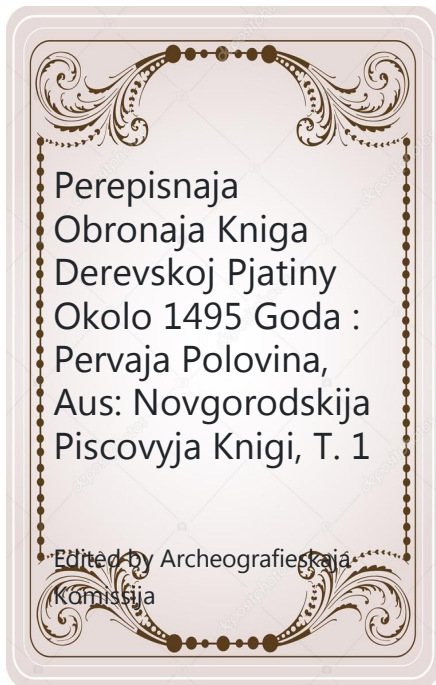 Perepisnaja
Obronaja Kniga
Derevskoj Pjatiny
Okolo 1495 Goda :
Pervaja Polovina,
Aus: Novgorodskija
Piscovyja Knigi, T. 1
Edited by Archeografieskaja
Komissija